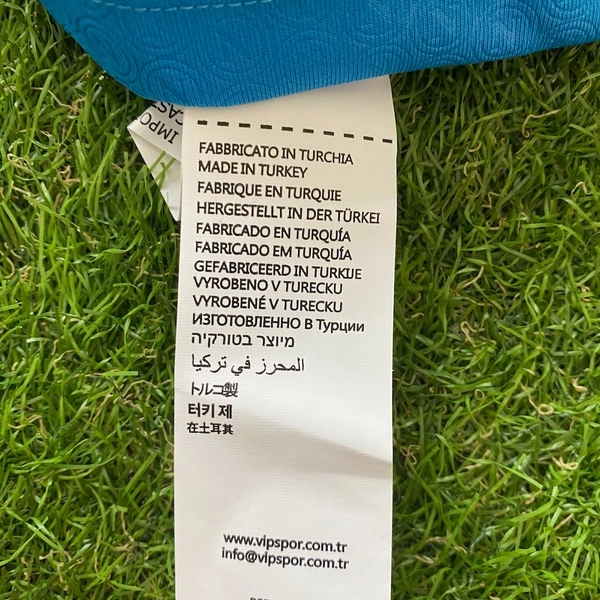 IMPO
CAST
FABBRICATO IN TURCHIA
MADE IN TURKEY
FABRIQUE EN TURQUIE
HERGESTELLT IN DER TÜRKEI
FABRICADO EN TURQUÍA
FABRICADO EM TURQUÍA
GEFABRICEERD IN TURKIJE
VYROBENO V TURECKU
VYROBENÉ V TURECKU
ИЗГОТОВЛЕННО В Турции
מיוצר בטורקיה
المحرز في تركيا
トルコ製
터키 제
在土耳其
www.vipspor.com.tr
info@vipspor.com.tr